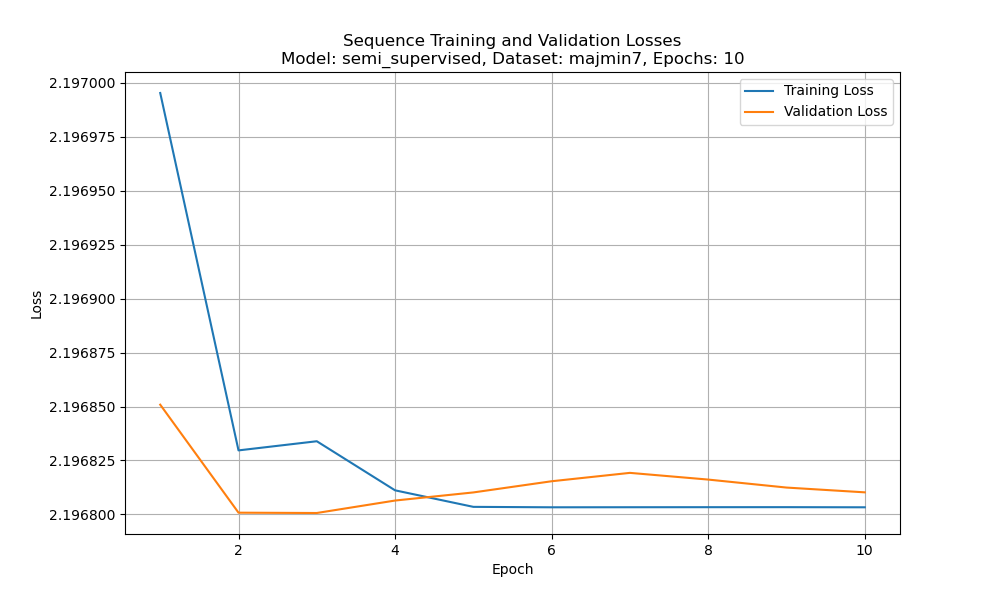 Sequence Training and Validation Losses
Model: semi_supervised, Dataset: majmin7, Epochs: 10
Training Loss
Validation Loss
2.197000
2.196975
2.196950
2.196925
2.196900
2.196875
2.196850
2.196825
2.196800
Loss
2
4
6
8
10
Epoch